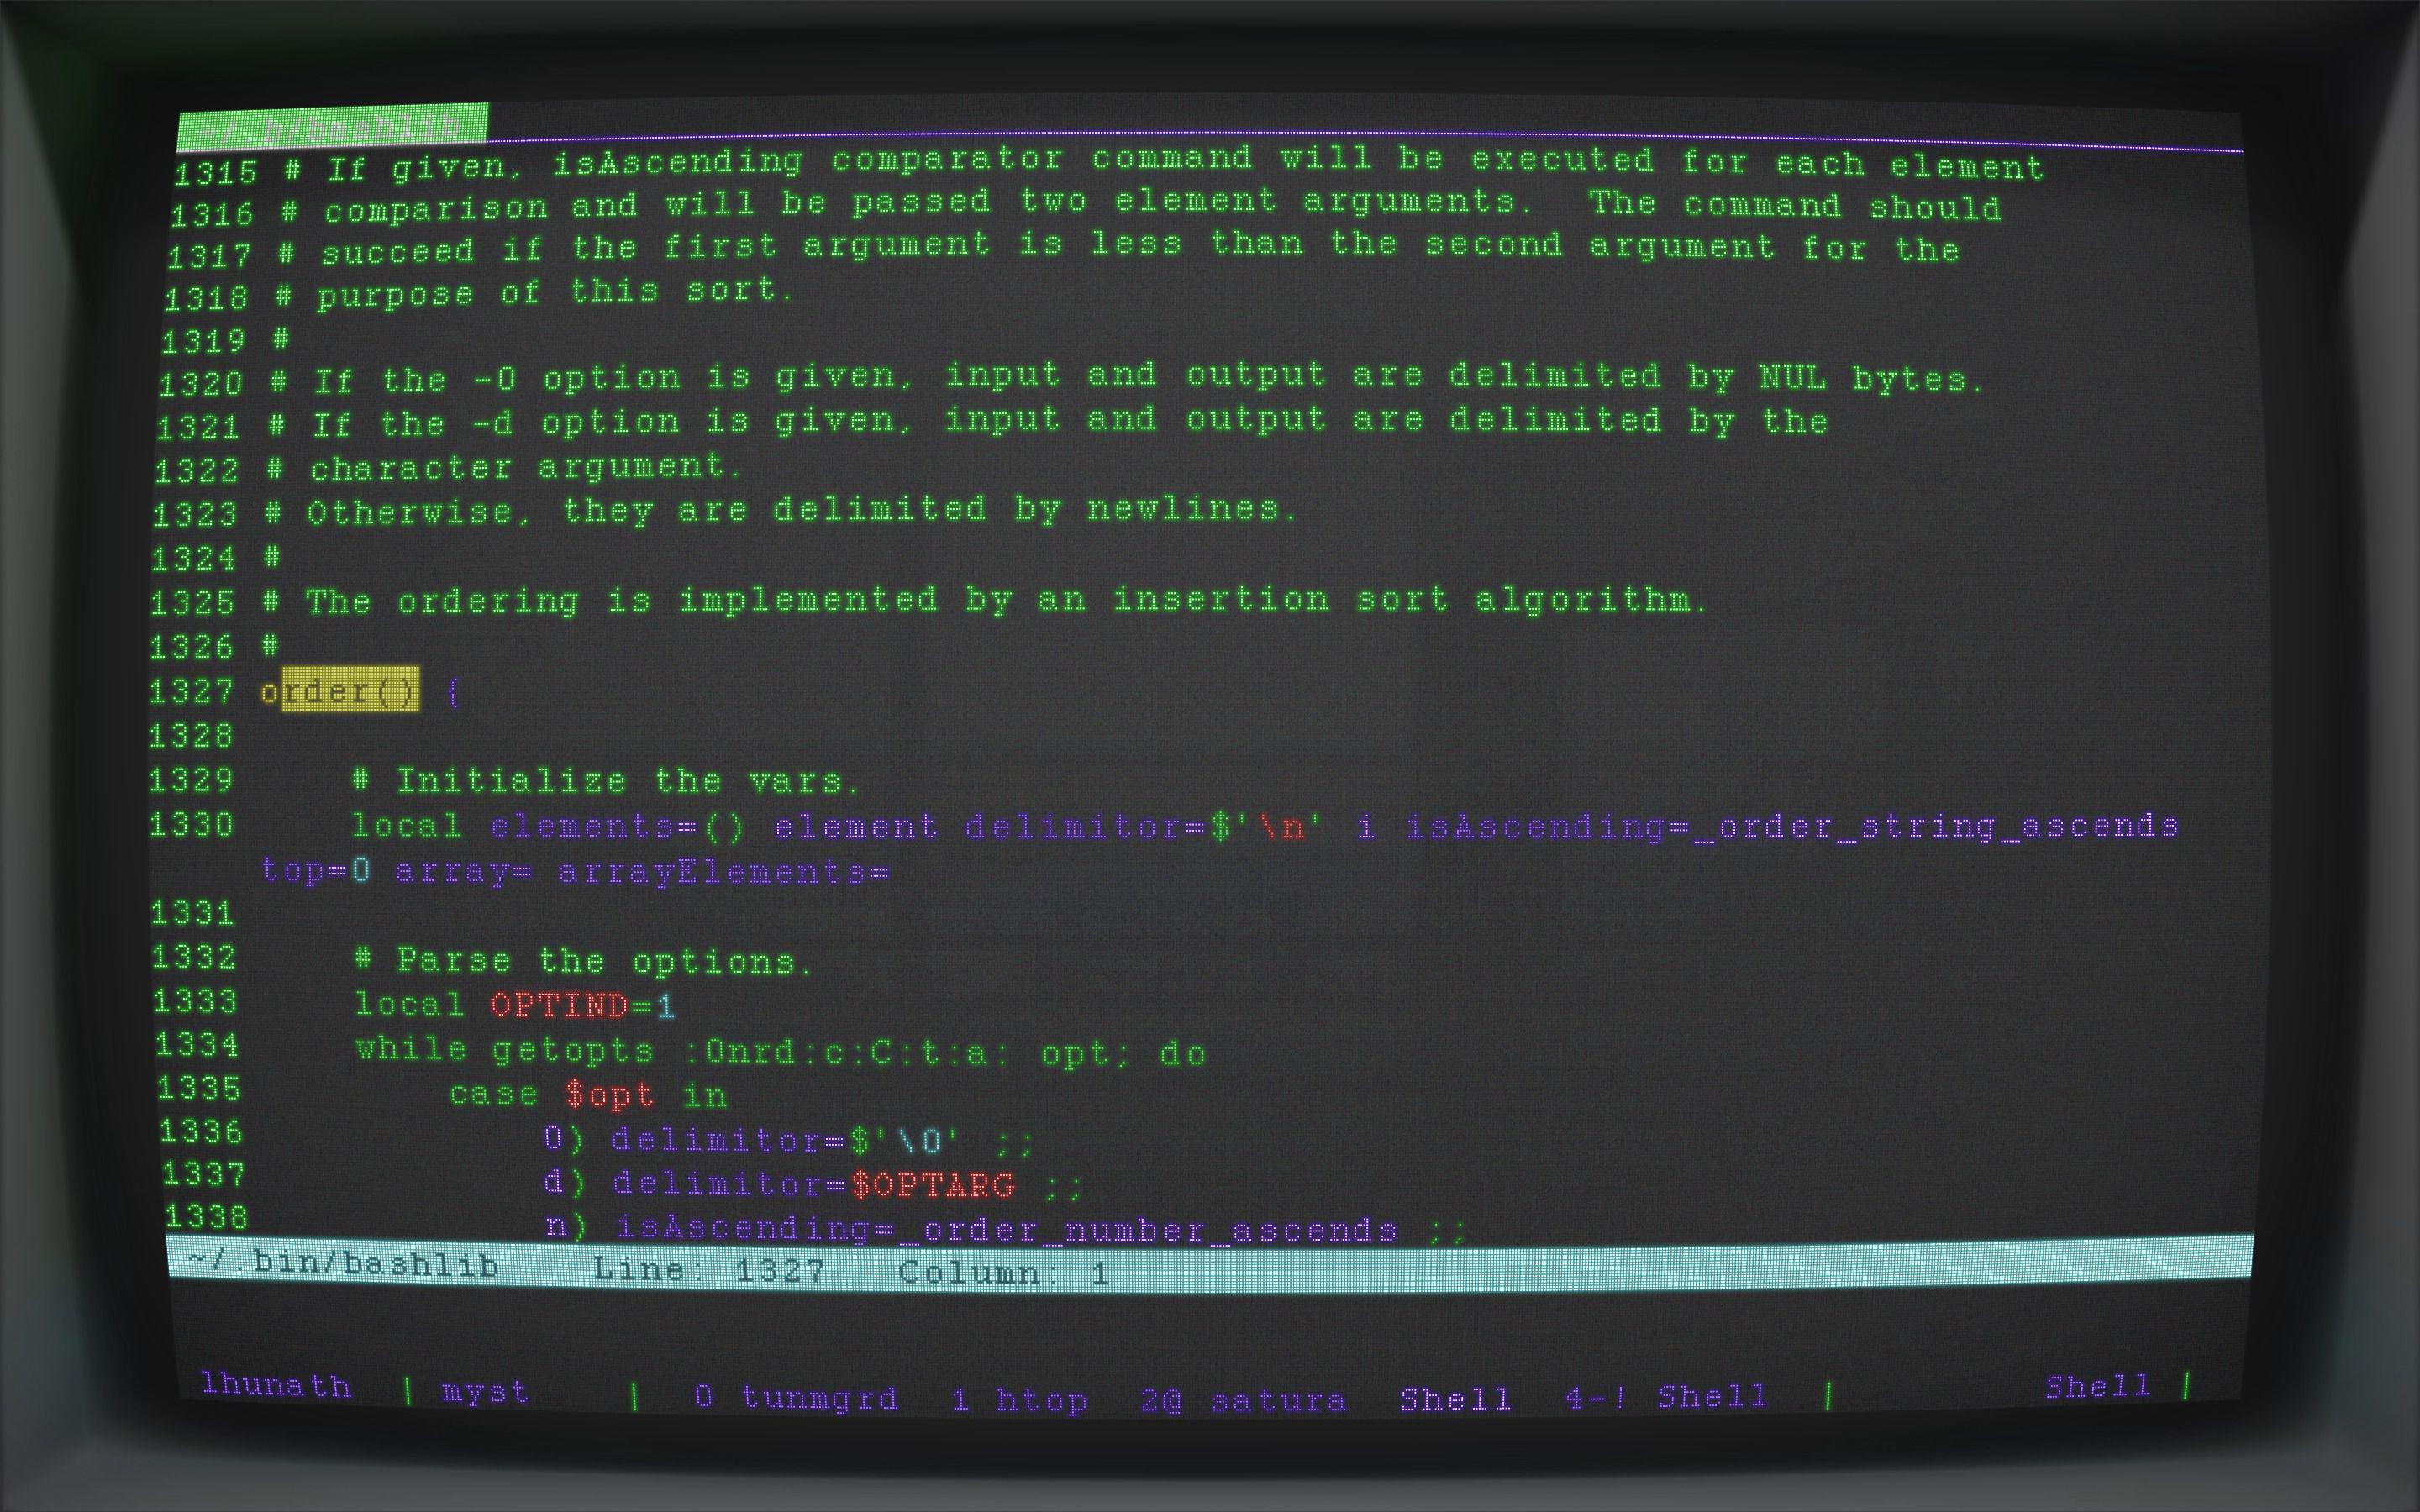 ~/.b/bashlib
1315 # If given, isAscending comparator command will be executed for each element
1316 # comparison and will be passed two element arguments.  The command should
1317 # succeed if the first argument is less than the second argument for the
1318 # purpose of this sort.
1319 #
1320 # If the -0 option is given, input and output are delimited by NUL bytes.
1321 # If the -d option is given, input and output are delimited by the
1322 # character argument.
1323 # Otherwise, they are delimited by newlines.
1324 #
1325 # The ordering is implemented by an insertion sort algorithm.
1326 #
1327 order() {
1328
1329     # Initialize the vars.
1330     local elements=() element delimitor=$'\n' i isAscending=_order_string_ascends
top=0 array= arrayElements=
1331
1332     # Parse the options.
1333     local OPTIND=1
1334     while getopts :0nrd:c:C:t:a: opt; do
1335         case $opt in
1336             0) delimitor=$'\0' ;;
1337             d) delimitor=$OPTARG ;;
1338             n) isAscending=_order_number_ascends ;;
~/.bin/bashlib   Line: 1327   Column: 1
lhunath | myst | 0 tunmgrd 1 htop 2@ satura Shell 4-! Shell | Shell |